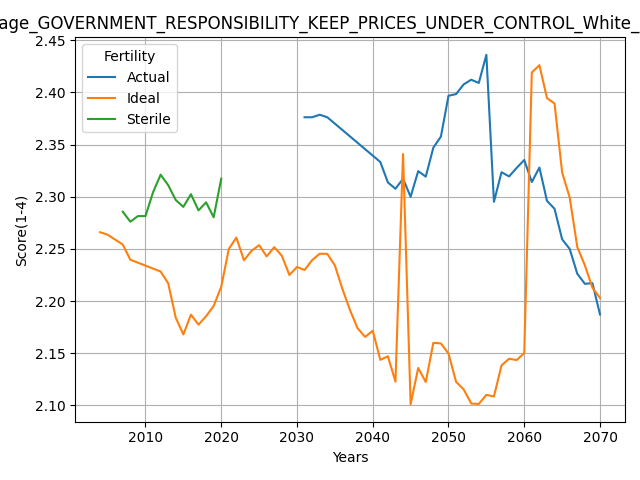 age_GOVERNMENT_RESPONSIBILITY_KEEP_PRICES_UNDER_CONTROL_White_
2.45
2.40
2.35
2.30
2.25
2.20
2.15
2.10
Score(1-4)
Fertility
Actual
Ideal
Sterile
2010 2020 2030 2040 2050 2060 2070
Years